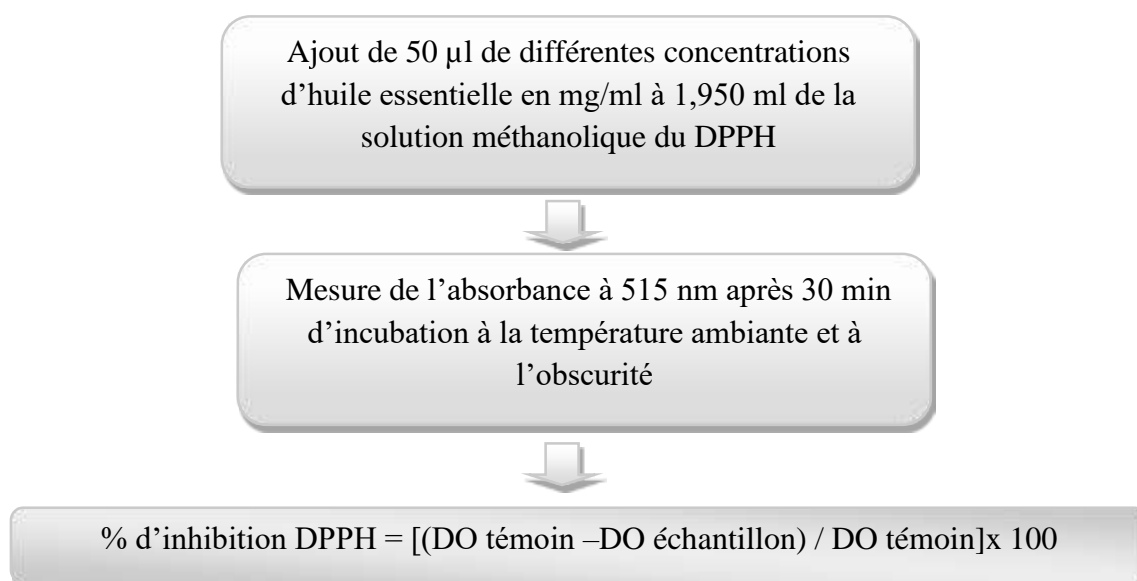 Ajout de 50 µl de différentes concentrations
d’huile essentielle en mg/ml à 1,950 ml de la
solution méthanolique du DPPH
Mesure de l’absorbance à 515 nm après 30 min
d’incubation à la température ambiante et à
l’obscurité
% d’inhibition DPPH = [(DO témoin –DO échantillon) / DO témoin]x 100